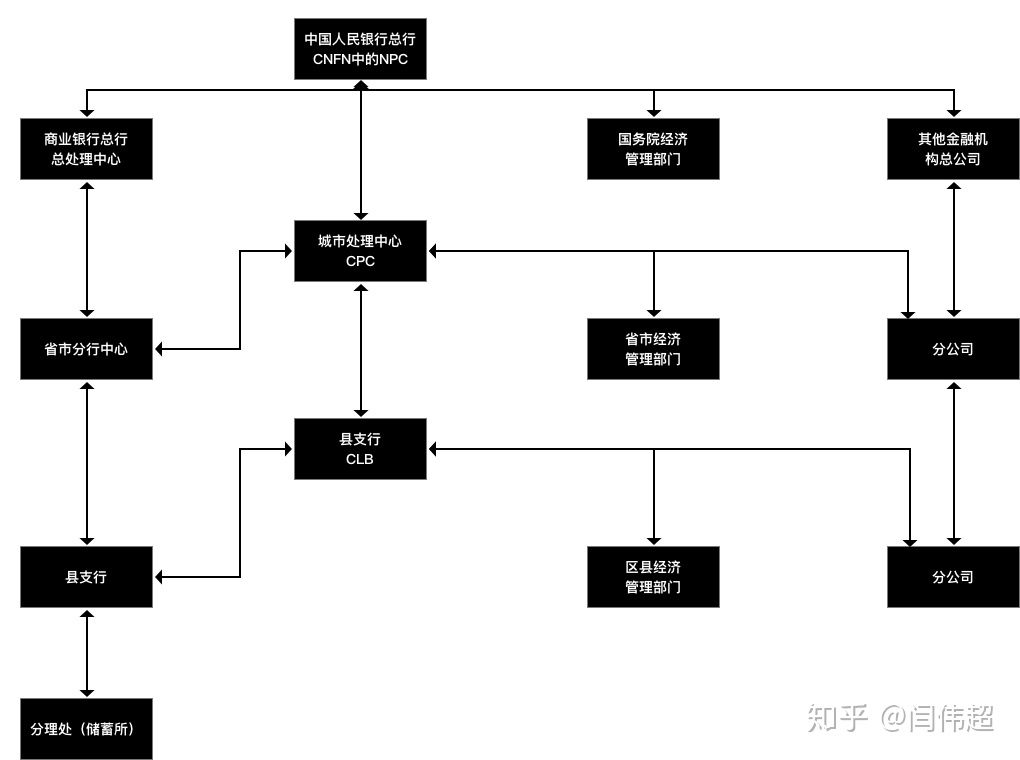 中国人民银行总行
CNFN中的NPC
商业银行总行
总处理中心
国务院经济
管理部门
其他金融机
构总公司
城市处理中心
CPC
省市分行中心
省市经济
管理部门
分公司
县支行
CLB
县支行
区县经济
管理部门
分公司
分理处（储蓄所）
知乎 @闫伟超